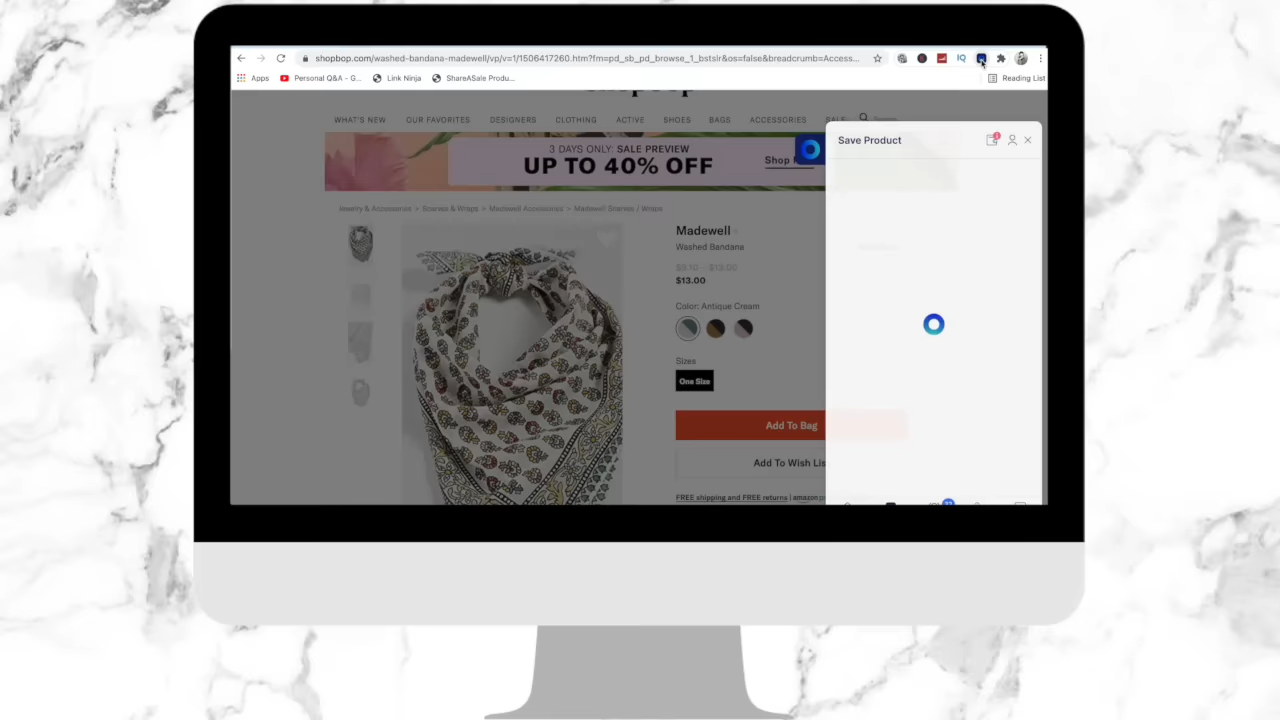 shopbop.com/washed-bandana-madewell/vp/v=1/1506417260.htm?fm=pd_sb_pd_browse_1_bstslr&os=false&breadcrumb=Access...
IQ
Apps
Personal Q&A - G...
Link Ninja
ShareASale Produ...
Reading List
WHAT'S NEW
OUR FAVORITES
DESIGNERS
CLOTHING
ACTIVE
SHOES
BAGS
ACCESSORIES
SALE
3 DAYS ONLY: SALE PREVIEW
UP TO 40% OFF
Shop
Save Product
Jewelry & Accessories > Scarves & Wraps > Madewell Accessories > Madewell Scarves / Wraps
Madewell
Washed Bandana
$13.00
Color: Antique Cream
Sizes
One Size
Add To Bag
Add To Wish Lis
FREE shipping and FREE returns | amazon